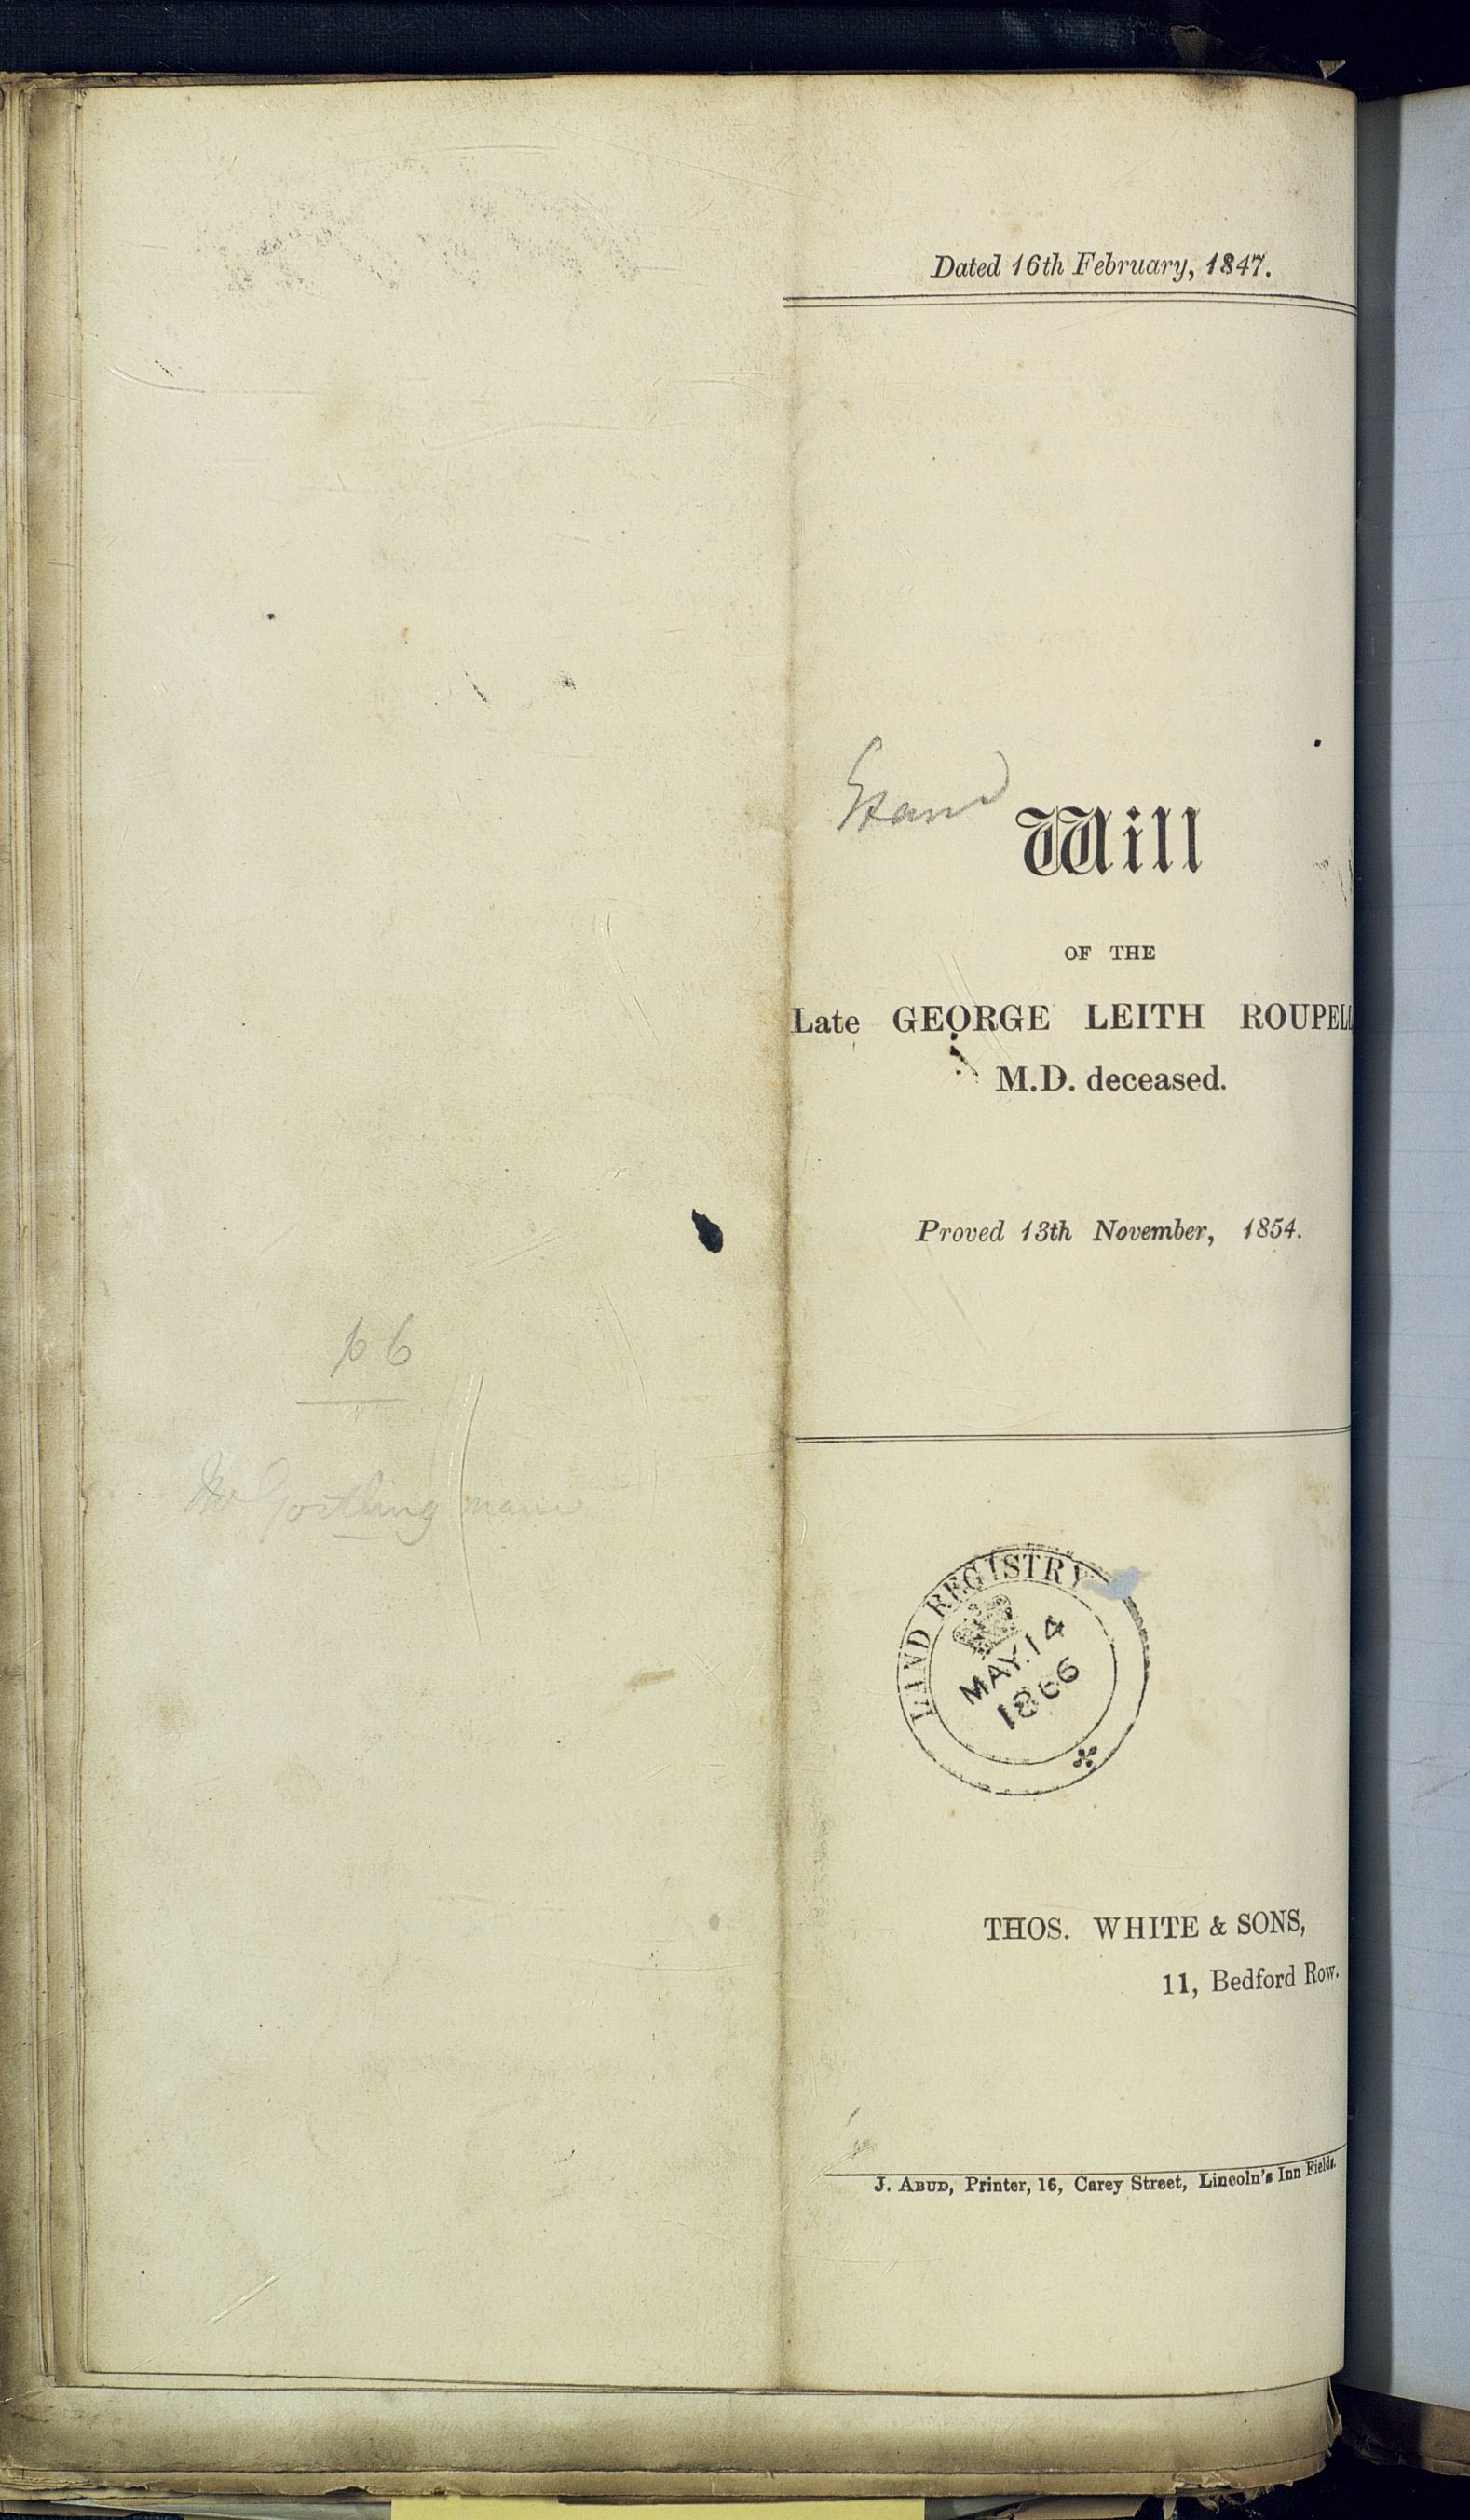 Dated 16th February, 1847.
Will
OF THE
Late GEORGE LEITH ROUPELL
M.D. deceased.
Proved 13th November, 1854.
LAND REGISTRY
MAY. 14
1866
THOS. WHITE & SONS,
11, Bedford Row.
J. ABUD, Printer, 16, Carey Street, Lincoln's Inn Fields.